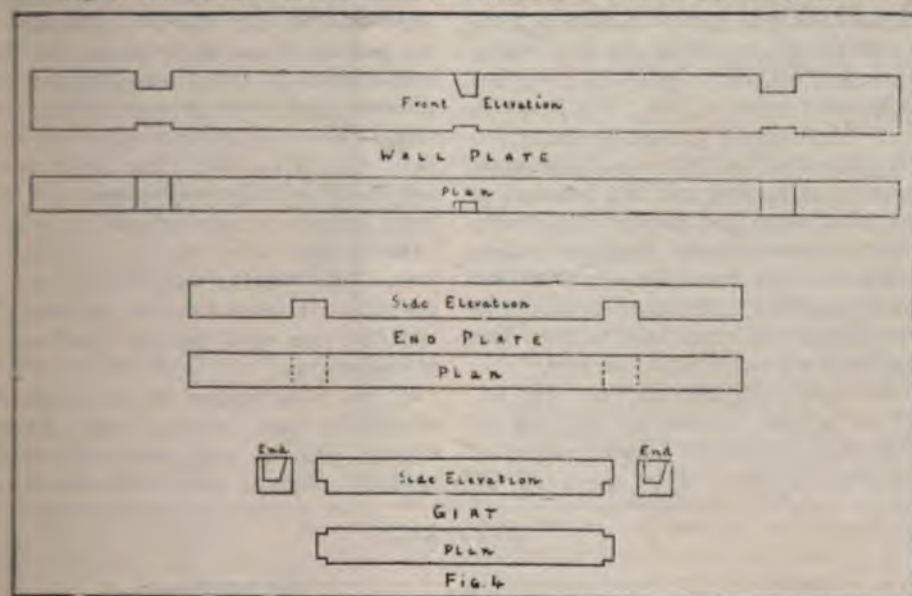 Front Elevation
WALL PLATE
Plan
Side Elevation
END PLATE
Plan
End
End
Side Elevation
GIRT
PLAN
Fig. 4